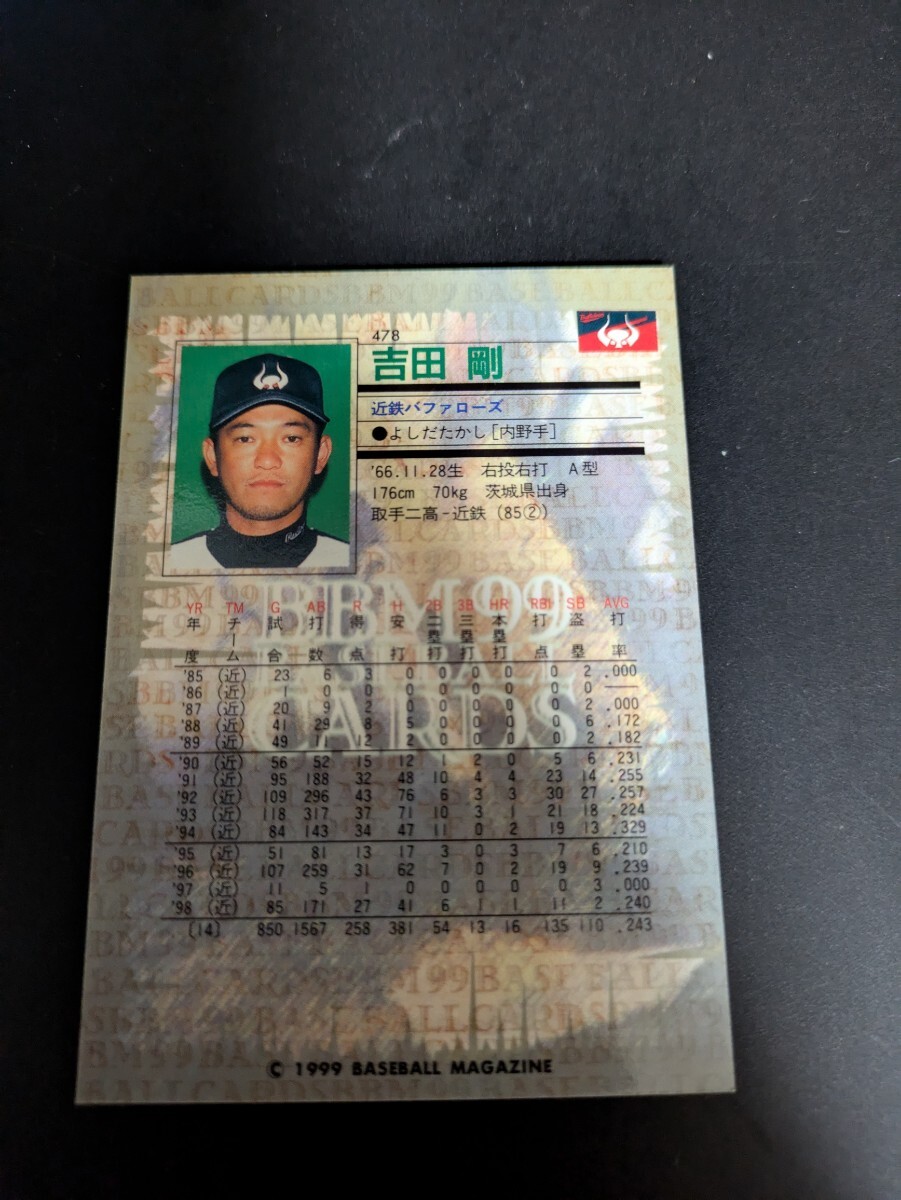 478
吉田 剛
近鉄バファローズ
●よしだたかし[内野手]
'66.11.28生 右投右打 A型
176cm 70kg 茨城県出身
取手二高-近鉄(85②)
BBM99
BASEBALL
CARDS
YR TM G AB R H 2B 3B HR RBI SB AVG
年度 チーム 試合 打数 得点 安打 二塁打 三塁打 本塁打 打点 盗塁 打率
'85 (近) 23 6 3 0 0 0 0 0 2 .000
'86 (近) 1 0 0 0 0 0 0 0 0 ——
'87 (近) 20 9 2 0 0 0 0 0 2 .000
'88 (近) 41 29 8 5 0 0 0 0 6 .172
'89 (近) 49 11 12 2 0 0 0 0 2 .182
'90 (近) 56 52 15 12 1 2 0 5 6 .231
'91 (近) 95 188 32 48 10 4 4 23 14 .255
'92 (近) 109 296 43 76 6 3 3 30 27 .257
'93 (近) 118 317 37 71 10 3 1 21 18 .224
'94 (近) 84 143 34 47 11 0 2 19 13 .329
'95 (近) 51 81 13 17 3 0 3 7 6 .210
'96 (近) 107 259 31 62 7 0 2 19 9 .239
'97 (近) 11 5 1 0 0 0 0 0 3 .000
'98 (近) 85 171 27 41 6 1 1 11 2 .240
[14] 850 1567 258 381 54 13 16 135 110 .243
© 1999 BASEBALL MAGAZINE